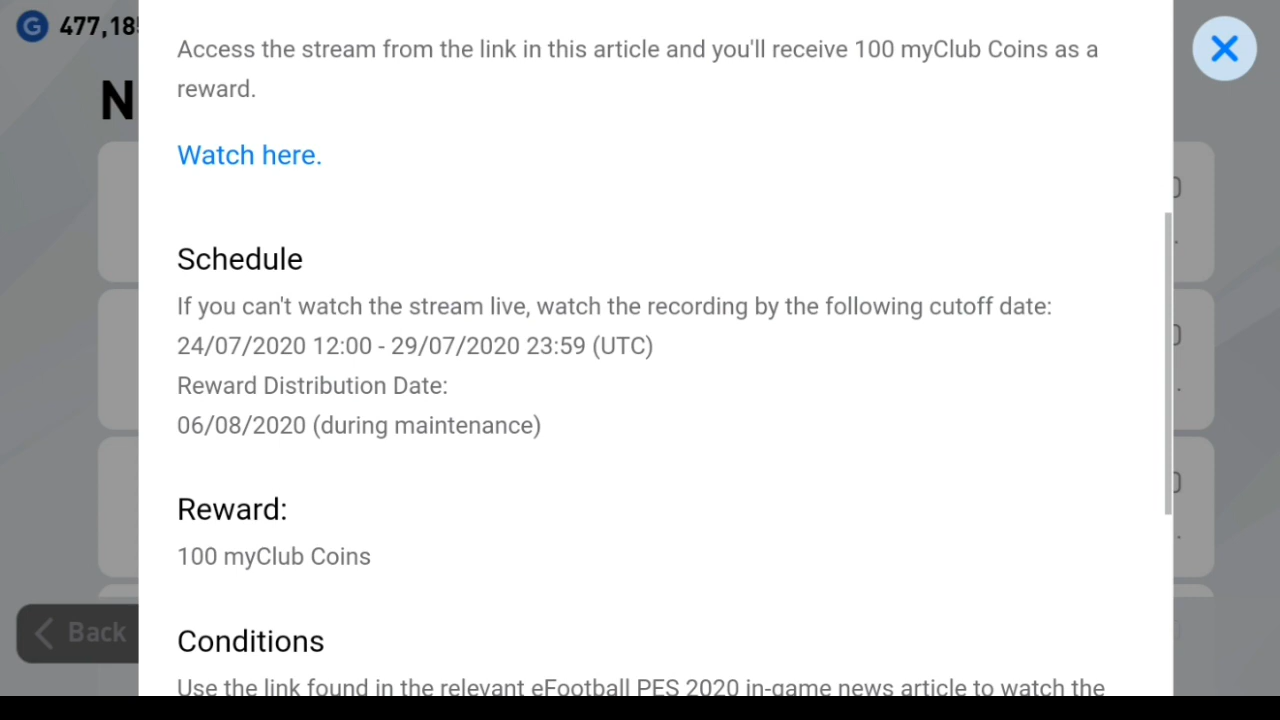 G 477,18
Access the stream from the link in this article and you'll receive 100 myClub Coins as a
reward.
N
Watch here.
Schedule
If you can't watch the stream live, watch the recording by the following cutoff date:
24/07/2020 12:00 - 29/07/2020 23:59 (UTC)
Reward Distribution Date:
06/08/2020 (during maintenance)
Reward:
100 myClub Coins
Back
Conditions
Use the link found in the relevant eFootball PES 2020 in-game news article to watch the